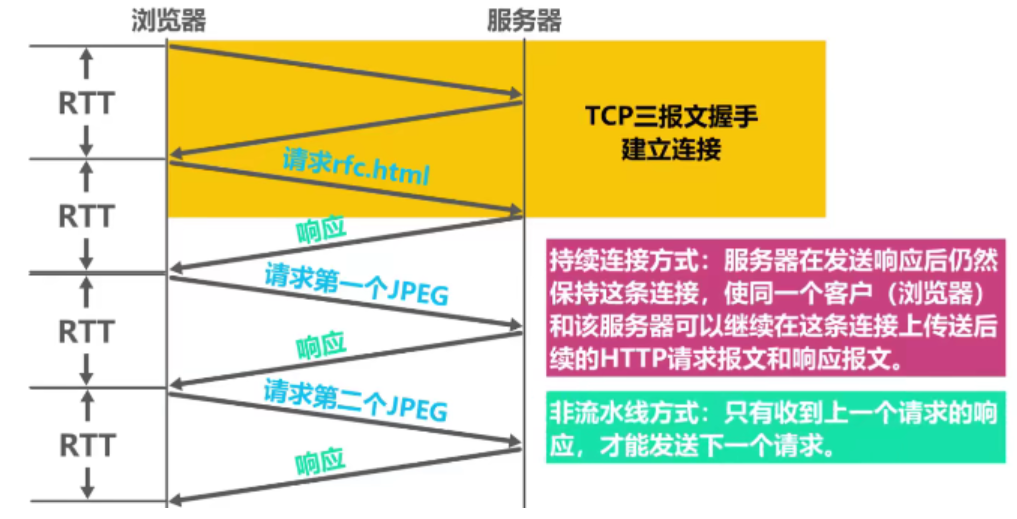 浏览器
服务器
RTT
TCP三报文握手
建立连接
请求rfc.html
RTT
响应
持续连接方式：服务器在发送响应后仍然
保持这条连接，使同一个客户（浏览器）
和该服务器可以继续在这条连接上传送后
续的HTTP请求报文和响应报文。
请求第一个JPEG
RTT
响应
请求第二个JPEG
非流水线方式：只有收到上一个请求的响
应，才能发送下一个请求。
RTT
响应